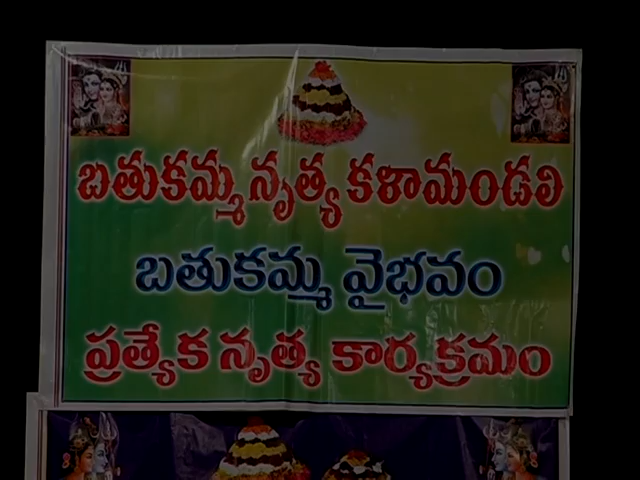 బతుకమ్మ నృత్య కళామండలి
బతుకమ్మ వైభవం
ప్రత్యేక నృత్య కార్యక్రమం